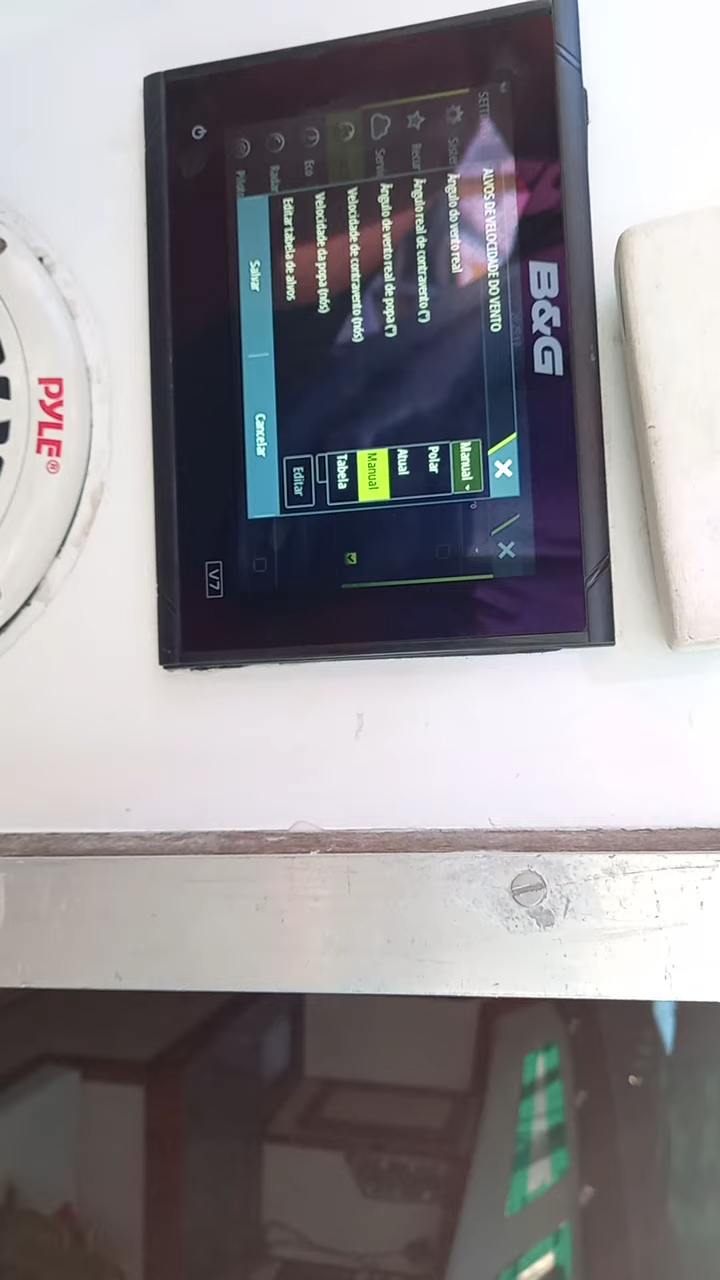 B&G
ALVOS DE VELOCIDADE DO VENTO
Ângulo do vento real
Manual
Ângulo real de contravento (°)
Polar
Ângulo de vento real de popa (°)
Atual
Velocidade de contravento (nós)
Manual
Velocidade da popa (nós)
Tabela
Editar tabela de alvos
Editar
Salvar
Cancelar
Eco
V7
PYLE®